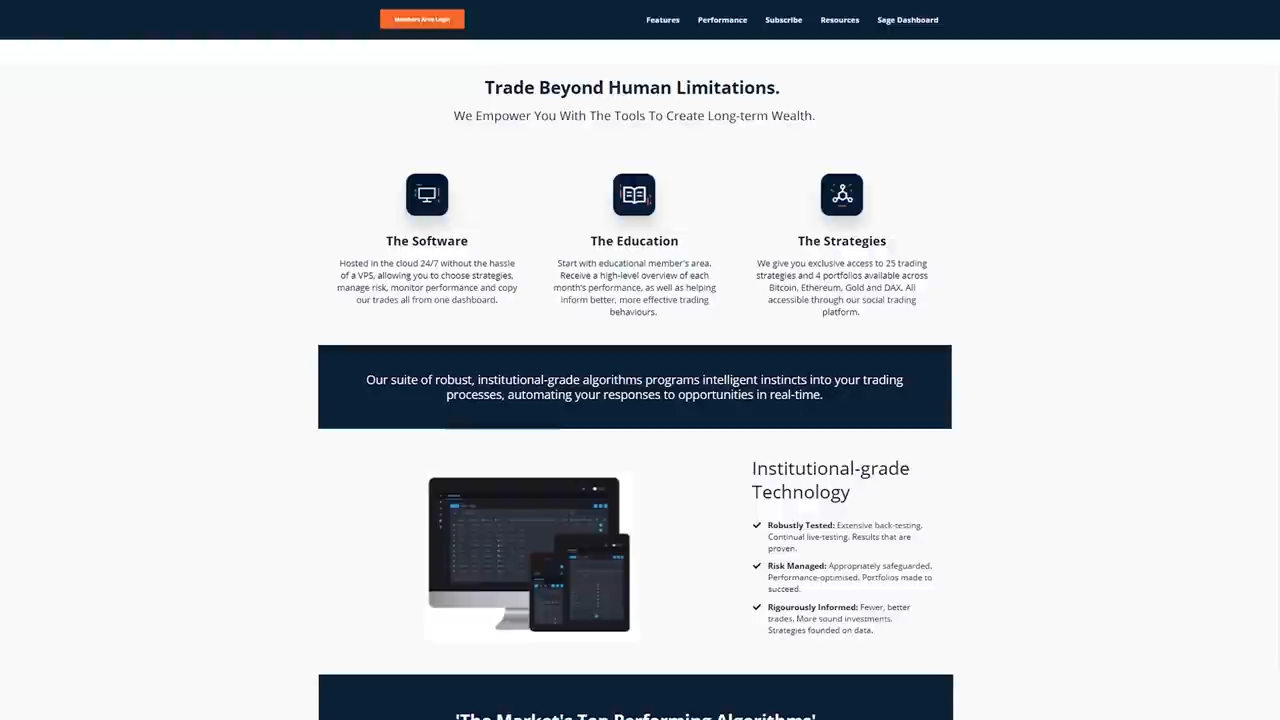 Members Area Login
Features
Performance
Subscribe
Resources
Sage Dashboard
Trade Beyond Human Limitations.
We Empower You With The Tools To Create Long-term Wealth.
The Software
Hosted in the cloud 24/7 without the hassle
of a VPS, allowing you to choose strategies,
manage risk, monitor performance and copy
our trades all from one dashboard.
The Education
Start with educational member's area.
Receive a high-level overview of each
month's performance, as well as helping
inform better, more effective trading
behaviours.
The Strategies
We give you exclusive access to 25 trading
strategies and 4 portfolios available across
Bitcoin, Ethereum, Gold and DAX. All
accessible through our social trading
platform.
Our suite of robust, institutional-grade algorithms programs intelligent instincts into your trading
processes, automating your responses to opportunities in real-time.
Institutional-grade
Technology
Robustly Tested: Extensive back-testing.
Continual live-testing. Results that are
proven.
Risk Managed: Appropriately safeguarded.
Performance-optimised. Portfolios made to
succeed.
Rigourously Informed: Fewer, better
trades. More sound investments.
Strategies founded on data.
'The Market's Top Performing Algorithms'